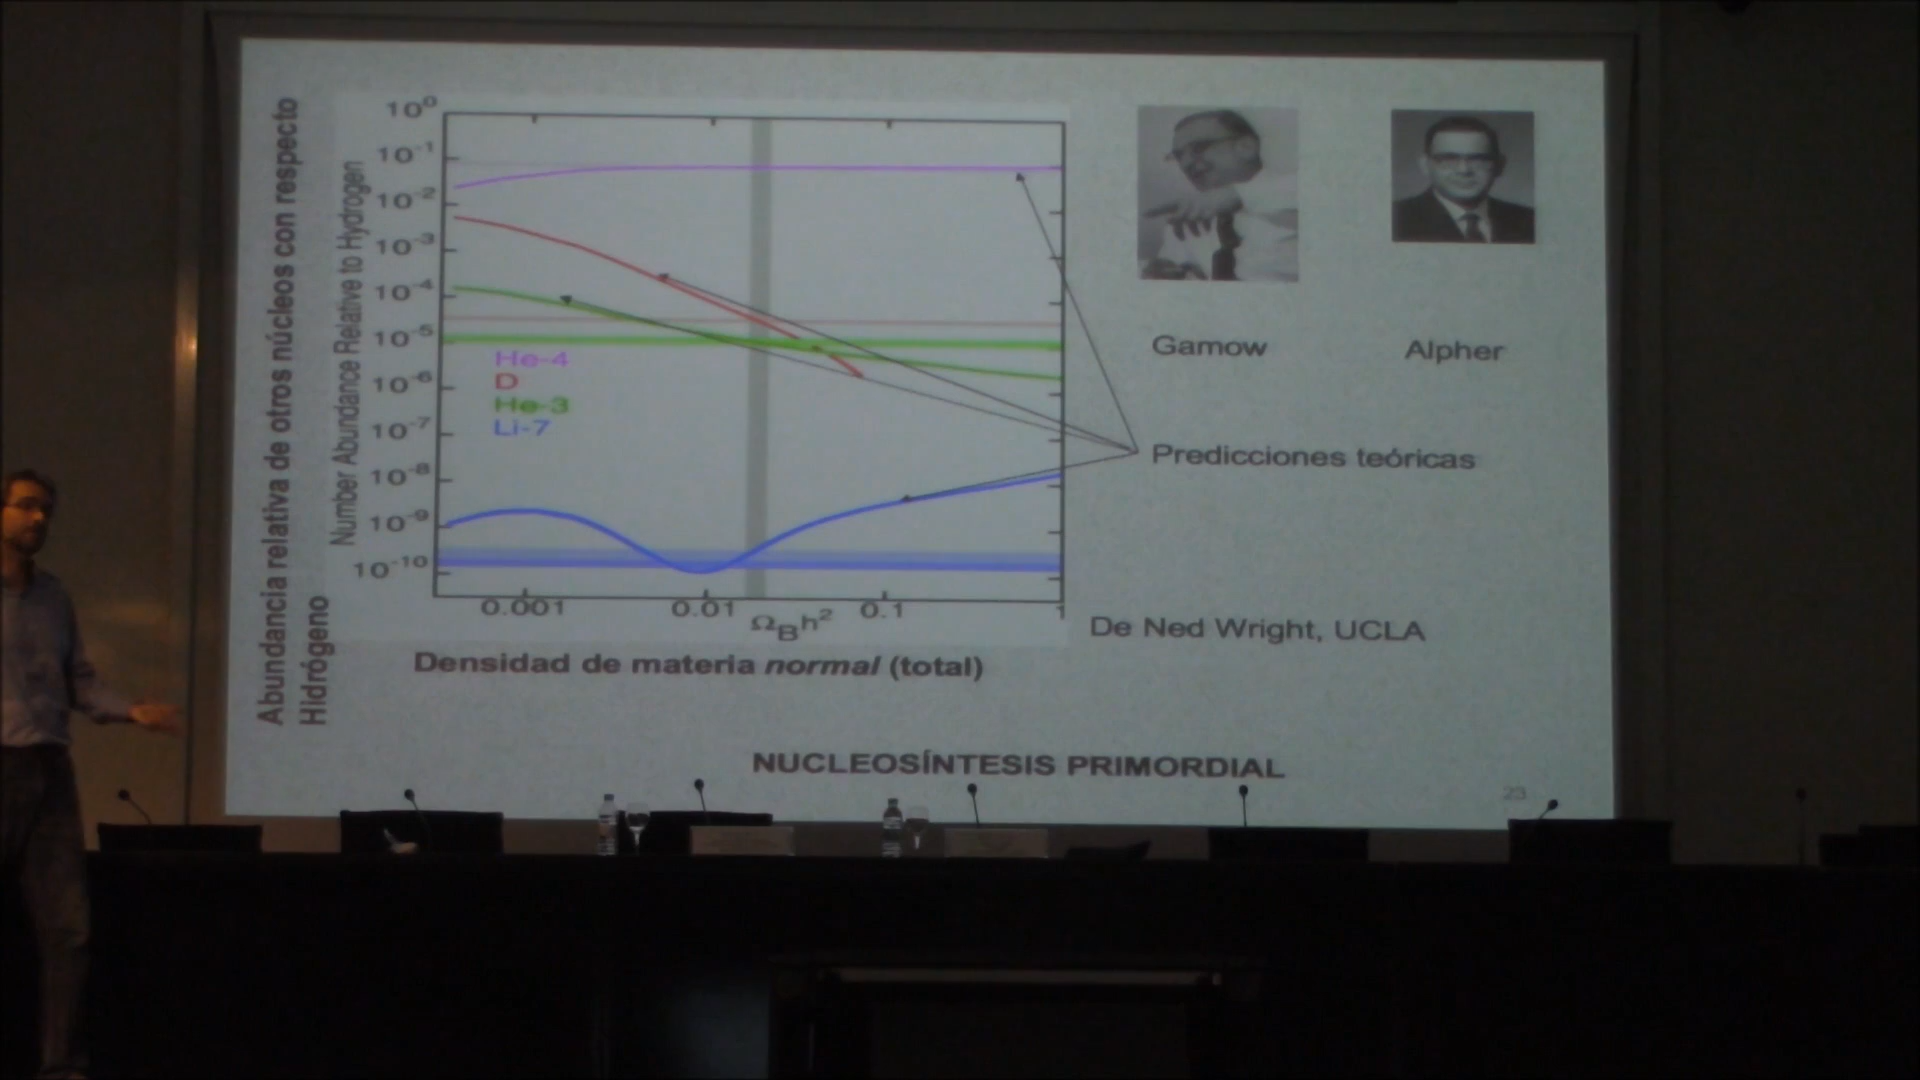 Abundancia relativa de otros núcleos con respecto
Hidrógeno
Number Abundance Relative to Hydrogen
10⁰
10⁻¹
10⁻²
10⁻³
10⁻⁴
10⁻⁵
10⁻⁶
10⁻⁷
10⁻⁸
10⁻⁹
10⁻¹⁰
He-4
D
He-3
Li-7
0.001
0.01
0.1
1
Ω_Bh²
Densidad de materia normal (total)
Gamow
Alpher
Predicciones teóricas
De Ned Wright, UCLA
NUCLEOSÍNTESIS PRIMORDIAL
23